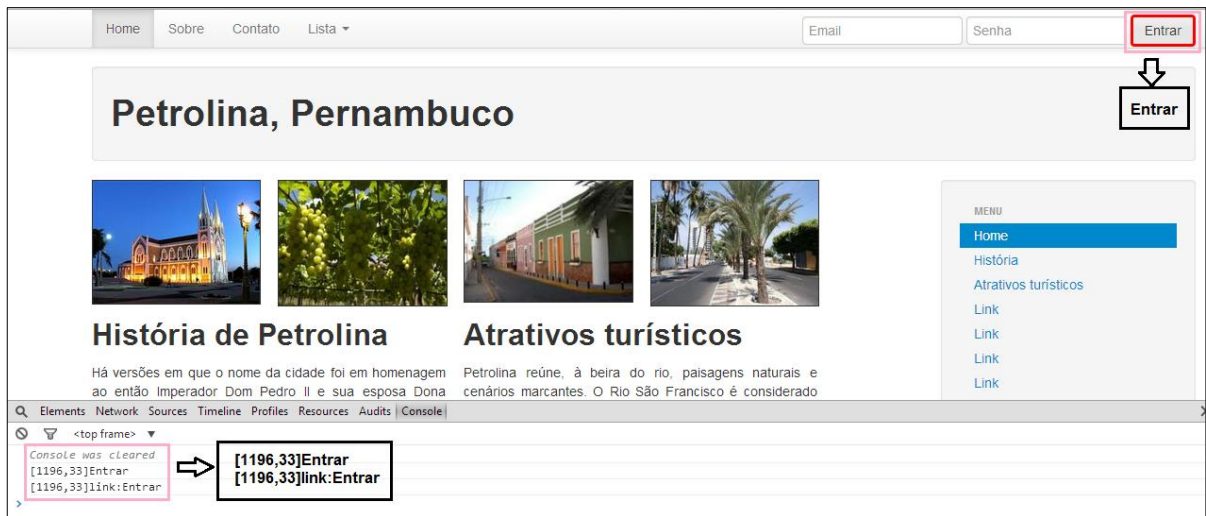 Home Sobre Contato Lista
Email Senha Entrar
Entrar
Petrolina, Pernambuco
MENU
Home
História
Atrativos turísticos
Link
Link
Link
Link
História de Petrolina
Há versões em que o nome da cidade foi em homenagem
ao então Imperador Dom Pedro II e sua esposa Dona
Atrativos turísticos
Petrolina reúne, à beira do rio, paisagens naturais e
cenários marcantes. O Rio São Francisco é considerado
Elements Network Sources Timeline Profiles Resources Audits Console
<top frame>
Console was cleared
[1196,33]Entrar
[1196,33]link:Entrar
[1196,33]Entrar
[1196,33]link:Entrar